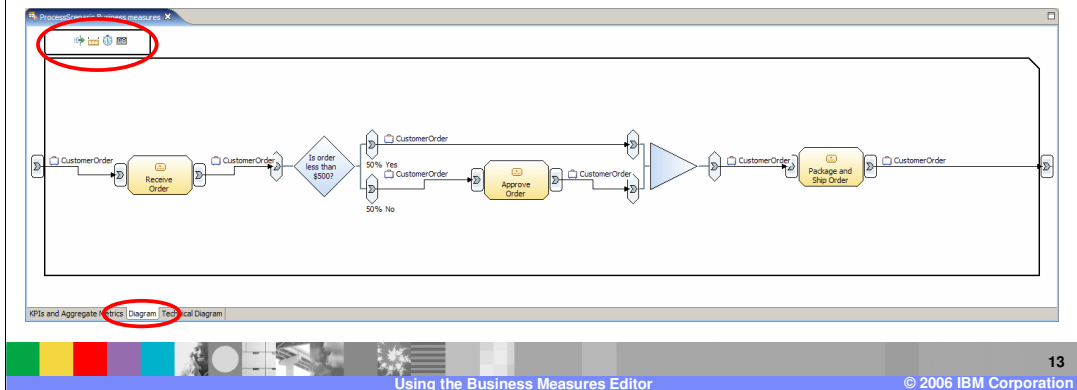 ProcessScenario Business measures
CustomerOrder
Receive
Order
CustomerOrder
Is order
less than
$500?
CustomerOrder
50% Yes
CustomerOrder
50% No
Approve
Order
CustomerOrder
CustomerOrder
Package and
Ship Order
CustomerOrder
KPIs and Aggregate Metrics Diagram Technical Diagram
13
Using the Business Measures Editor © 2006 IBM Corporation